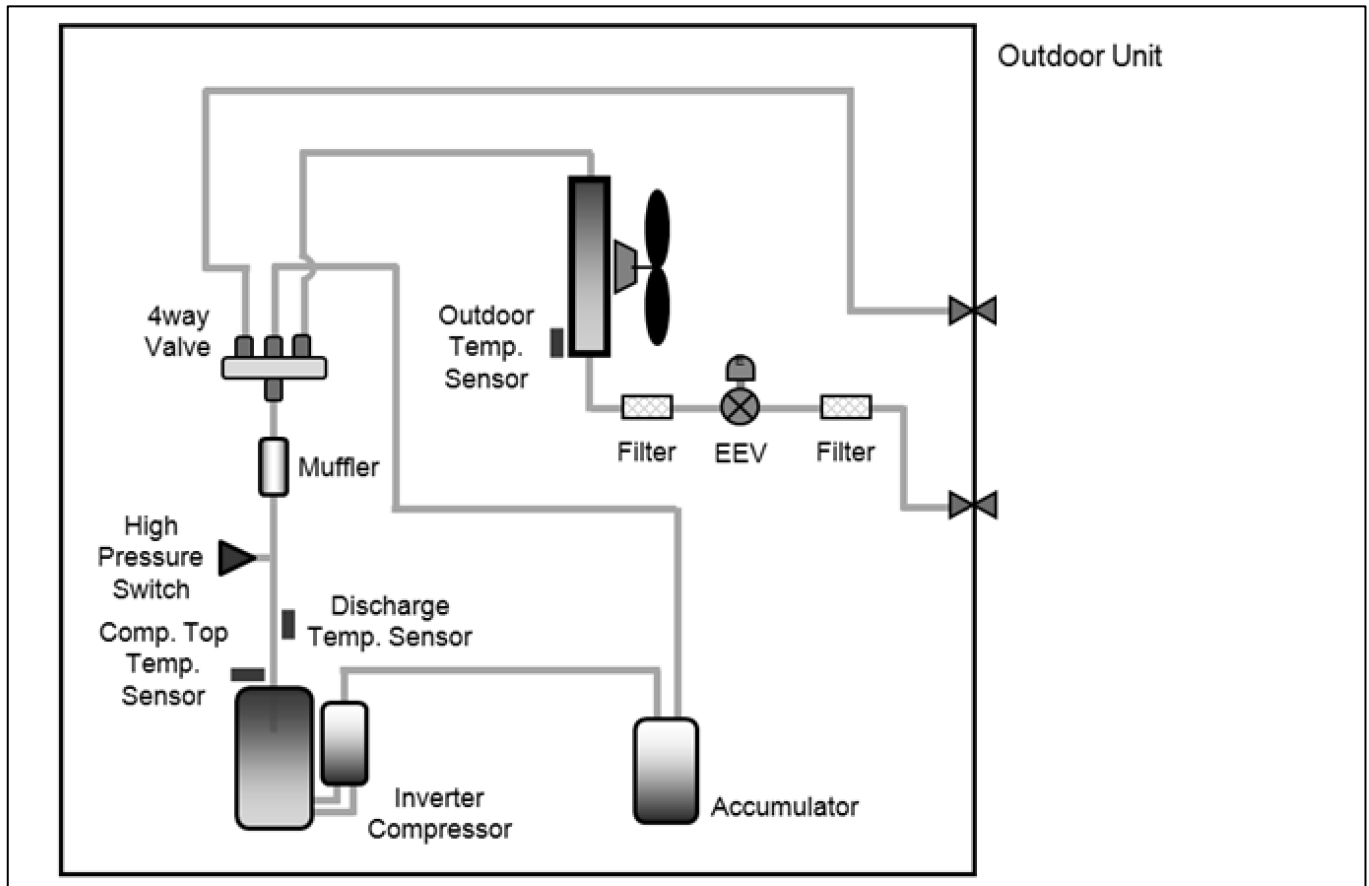 Outdoor Unit
4way
Valve
Outdoor
Temp.
Sensor
E
Filter
EEV
Filter
Muffler
High
Pressure
Switch
Discharge
Temp. Sensor
Comp. Top
Temp.
Sensor
Inverter
Compressor
Accumulator